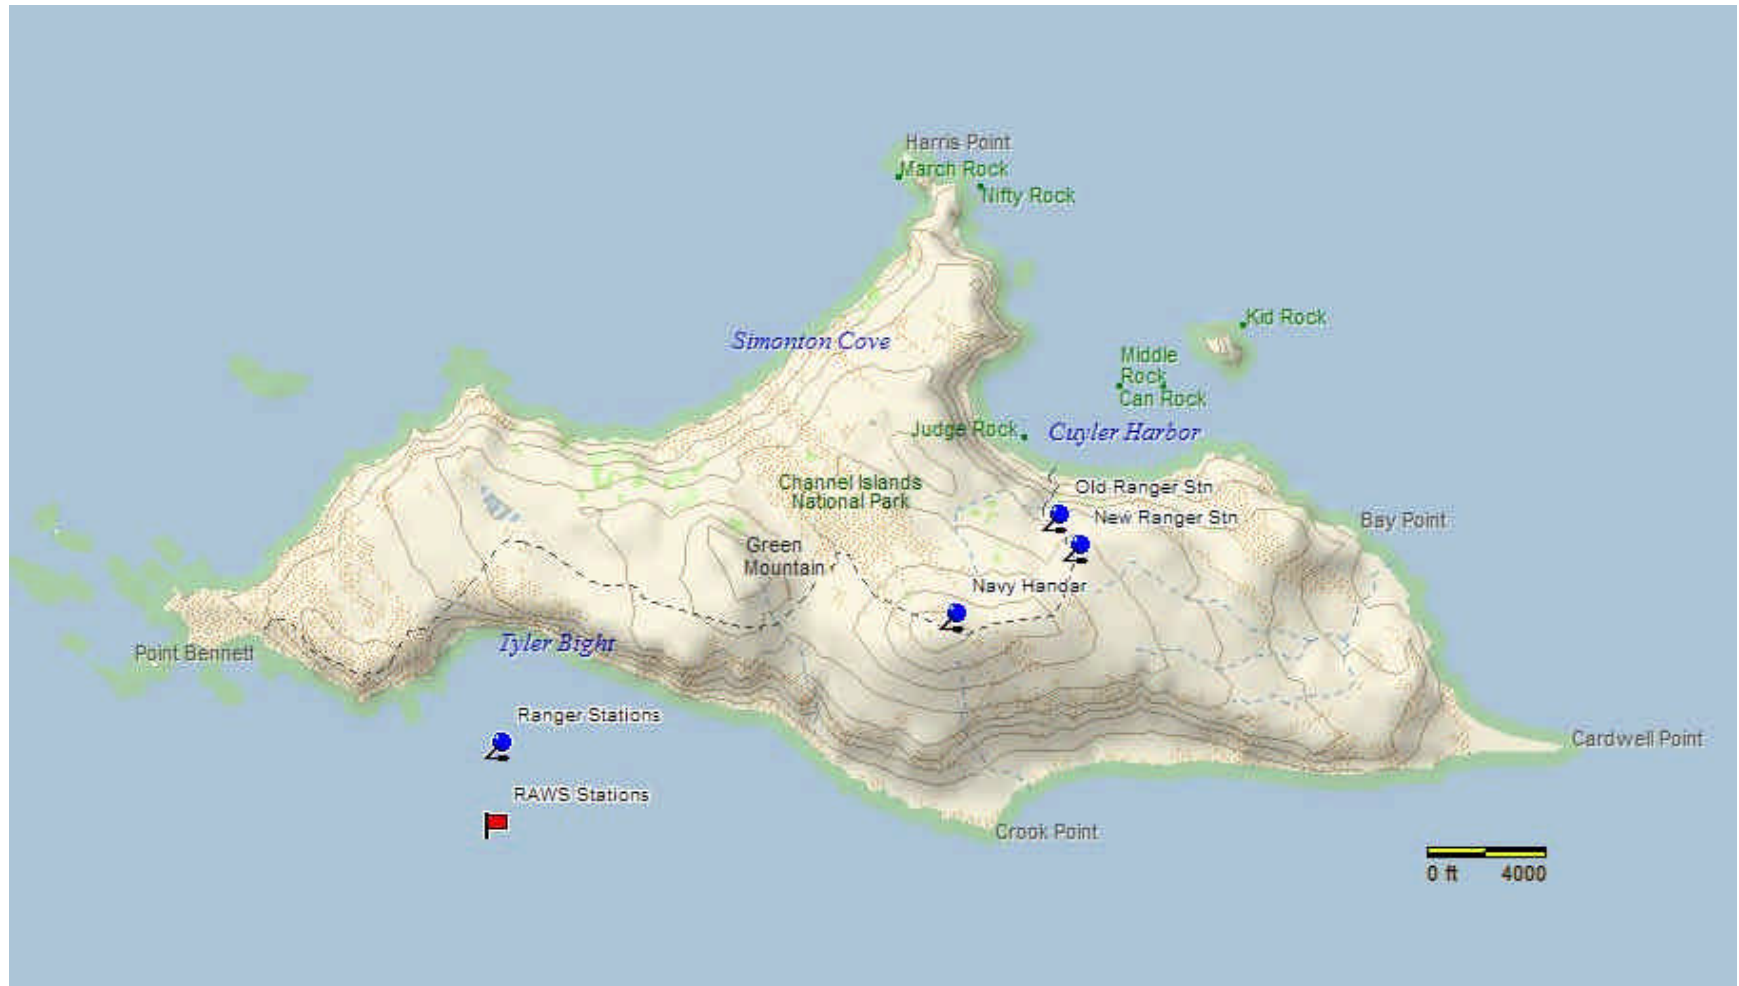 Harris Point
March Rock
Nifty Rock
Kid Rock
Simonton Cove
Middle
Rock
Can Rock
Judge Rock
Cuyler Harbor
Channel Islands
National Park
Old Ranger Stn
New Ranger Stn
Bay Point
Green
Mountain
Navy Handar
Point Bennett
Tyler Bight
Ranger Stations
Cardwell Point
RAWS Stations
Crook Point
0 ft 4000